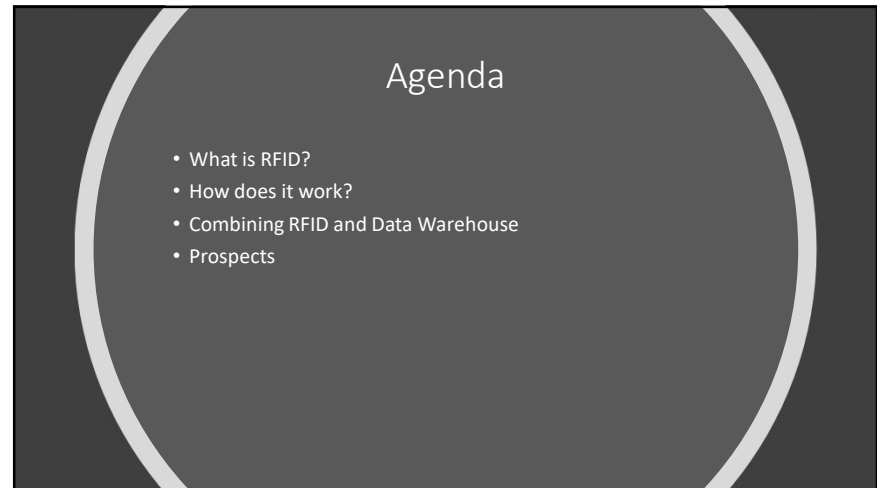 Agenda
• What is RFID?
• How does it work?
• Combining RFID and Data Warehouse
• Prospects